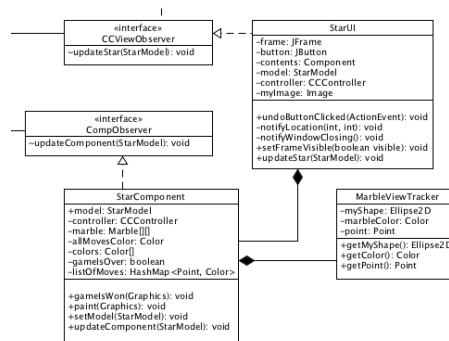 «interface»
CCViewObserver
~updateStar(StarModel): void
«interface»
CompObserver
~updateComponent(StarModel): void
StarUI
-frame: JFrame
-button: JButton
-contents: Component
-model: StarModel
-controller: CCController
-myImage: Image
+undoButtonClicked(ActionEvent): void
-notifyLocation(int, int): void
-notifyWindowClosing(): void
+setFrameVisible(boolean visible): void
+updateStar(StarModel): void
StarComponent
+model: StarModel
-controller: CCController
-marble: Marble[][]
-allMovesColor: Color
-colors: Color[]
-gameIsOver: boolean
-listOfMoves: HashMap<Point, Color>
+gameIsWon(Graphics): void
+paint(Graphics): void
+setModel(StarModel): void
+updateComponent(StarModel): void
MarbleViewTracker
-myShape: Ellipse2D
-marbleColor: Color
-point: Point
+getMyShape(): Ellipse2D
+getColor(): Color
+getPoint(): Point